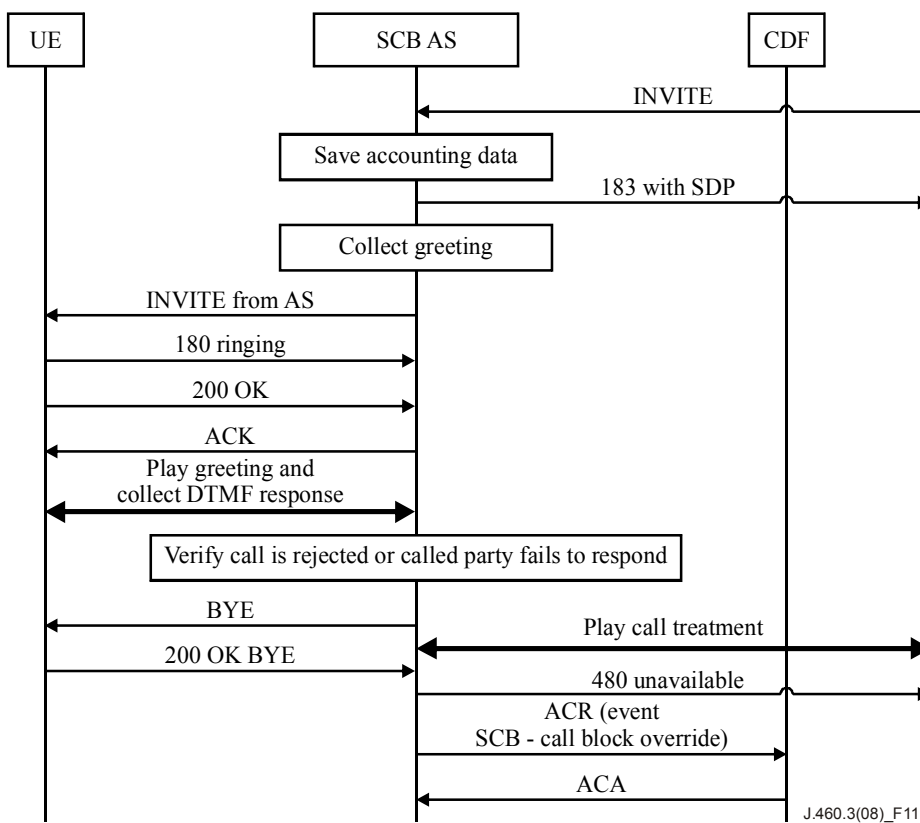 UE
SCB AS
CDF
INVITE
Save accounting data
183 with SDP
Collect greeting
INVITE from AS
180 ringing
200 OK
ACK
Play greeting and
collect DTMF response
Verify call is rejected or called party fails to respond
BYE
Play call treatment
200 OK BYE
480 unavailable
ACR (event
SCB - call block override)
ACA
J.460.3(08)_F11